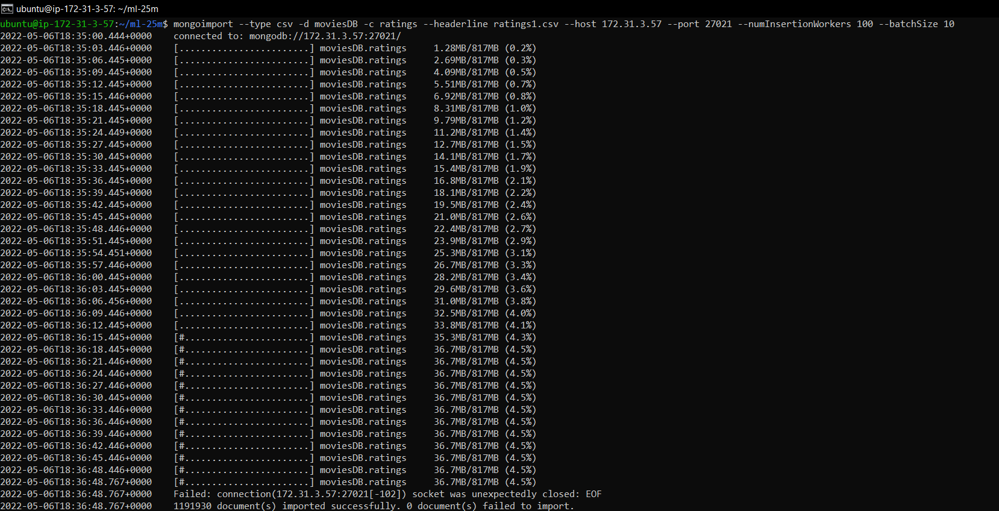 ubuntu@ip-172-31-3-57: ~/ml-25m
ubuntu@ip-172-31-3-57:~/ml-25m$ mongoimport --type csv -d moviesDB -c ratings --headerline ratings1.csv --host 172.31.3.57 --port 27021 --numInsertionWorkers 100 --batchSize 10
2022-05-06T18:35:00.444+0000    connected to: mongodb://172.31.3.57:27021/
2022-05-06T18:35:03.446+0000    [........................] moviesDB.ratings     1.28MB/817MB (0.2%)
2022-05-06T18:35:06.445+0000    [........................] moviesDB.ratings     2.69MB/817MB (0.3%)
2022-05-06T18:35:09.445+0000    [........................] moviesDB.ratings     4.09MB/817MB (0.5%)
2022-05-06T18:35:12.445+0000    [........................] moviesDB.ratings     5.51MB/817MB (0.7%)
2022-05-06T18:35:15.446+0000    [........................] moviesDB.ratings     6.92MB/817MB (0.8%)
2022-05-06T18:35:18.445+0000    [........................] moviesDB.ratings     8.31MB/817MB (1.0%)
2022-05-06T18:35:21.445+0000    [........................] moviesDB.ratings     9.79MB/817MB (1.2%)
2022-05-06T18:35:24.449+0000    [........................] moviesDB.ratings     11.2MB/817MB (1.4%)
2022-05-06T18:35:27.445+0000    [........................] moviesDB.ratings     12.7MB/817MB (1.5%)
2022-05-06T18:35:30.445+0000    [........................] moviesDB.ratings     14.1MB/817MB (1.7%)
2022-05-06T18:35:33.445+0000    [........................] moviesDB.ratings     15.4MB/817MB (1.9%)
2022-05-06T18:35:36.445+0000    [........................] moviesDB.ratings     16.8MB/817MB (2.1%)
2022-05-06T18:35:39.445+0000    [........................] moviesDB.ratings     18.1MB/817MB (2.2%)
2022-05-06T18:35:42.445+0000    [........................] moviesDB.ratings     19.5MB/817MB (2.4%)
2022-05-06T18:35:45.445+0000    [........................] moviesDB.ratings     21.0MB/817MB (2.6%)
2022-05-06T18:35:48.446+0000    [........................] moviesDB.ratings     22.4MB/817MB (2.7%)
2022-05-06T18:35:51.445+0000    [........................] moviesDB.ratings     23.9MB/817MB (2.9%)
2022-05-06T18:35:54.451+0000    [........................] moviesDB.ratings     25.3MB/817MB (3.1%)
2022-05-06T18:35:57.446+0000    [........................] moviesDB.ratings     26.7MB/817MB (3.3%)
2022-05-06T18:36:00.445+0000    [........................] moviesDB.ratings     28.2MB/817MB (3.4%)
2022-05-06T18:36:03.445+0000    [........................] moviesDB.ratings     29.6MB/817MB (3.6%)
2022-05-06T18:36:06.456+0000    [........................] moviesDB.ratings     31.0MB/817MB (3.8%)
2022-05-06T18:36:09.446+0000    [........................] moviesDB.ratings     32.5MB/817MB (4.0%)
2022-05-06T18:36:12.445+0000    [........................] moviesDB.ratings     33.8MB/817MB (4.1%)
2022-05-06T18:36:15.445+0000    [#.......................] moviesDB.ratings     35.3MB/817MB (4.3%)
2022-05-06T18:36:18.445+0000    [#.......................] moviesDB.ratings     36.7MB/817MB (4.5%)
2022-05-06T18:36:21.446+0000    [#.......................] moviesDB.ratings     36.7MB/817MB (4.5%)
2022-05-06T18:36:24.446+0000    [#.......................] moviesDB.ratings     36.7MB/817MB (4.5%)
2022-05-06T18:36:27.446+0000    [#.......................] moviesDB.ratings     36.7MB/817MB (4.5%)
2022-05-06T18:36:30.445+0000    [#.......................] moviesDB.ratings     36.7MB/817MB (4.5%)
2022-05-06T18:36:33.446+0000    [#.......................] moviesDB.ratings     36.7MB/817MB (4.5%)
2022-05-06T18:36:36.446+0000    [#.......................] moviesDB.ratings     36.7MB/817MB (4.5%)
2022-05-06T18:36:39.446+0000    [#.......................] moviesDB.ratings     36.7MB/817MB (4.5%)
2022-05-06T18:36:42.446+0000    [#.......................] moviesDB.ratings     36.7MB/817MB (4.5%)
2022-05-06T18:36:45.446+0000    [#.......................] moviesDB.ratings     36.7MB/817MB (4.5%)
2022-05-06T18:36:48.446+0000    [#.......................] moviesDB.ratings     36.7MB/817MB (4.5%)
2022-05-06T18:36:48.767+0000    [#.......................] moviesDB.ratings     36.7MB/817MB (4.5%)
2022-05-06T18:36:48.767+0000    Failed: connection(172.31.3.57:27021[-102]) socket was unexpectedly closed: EOF
2022-05-06T18:36:48.767+0000    1191930 document(s) imported successfully. 0 document(s) failed to import.